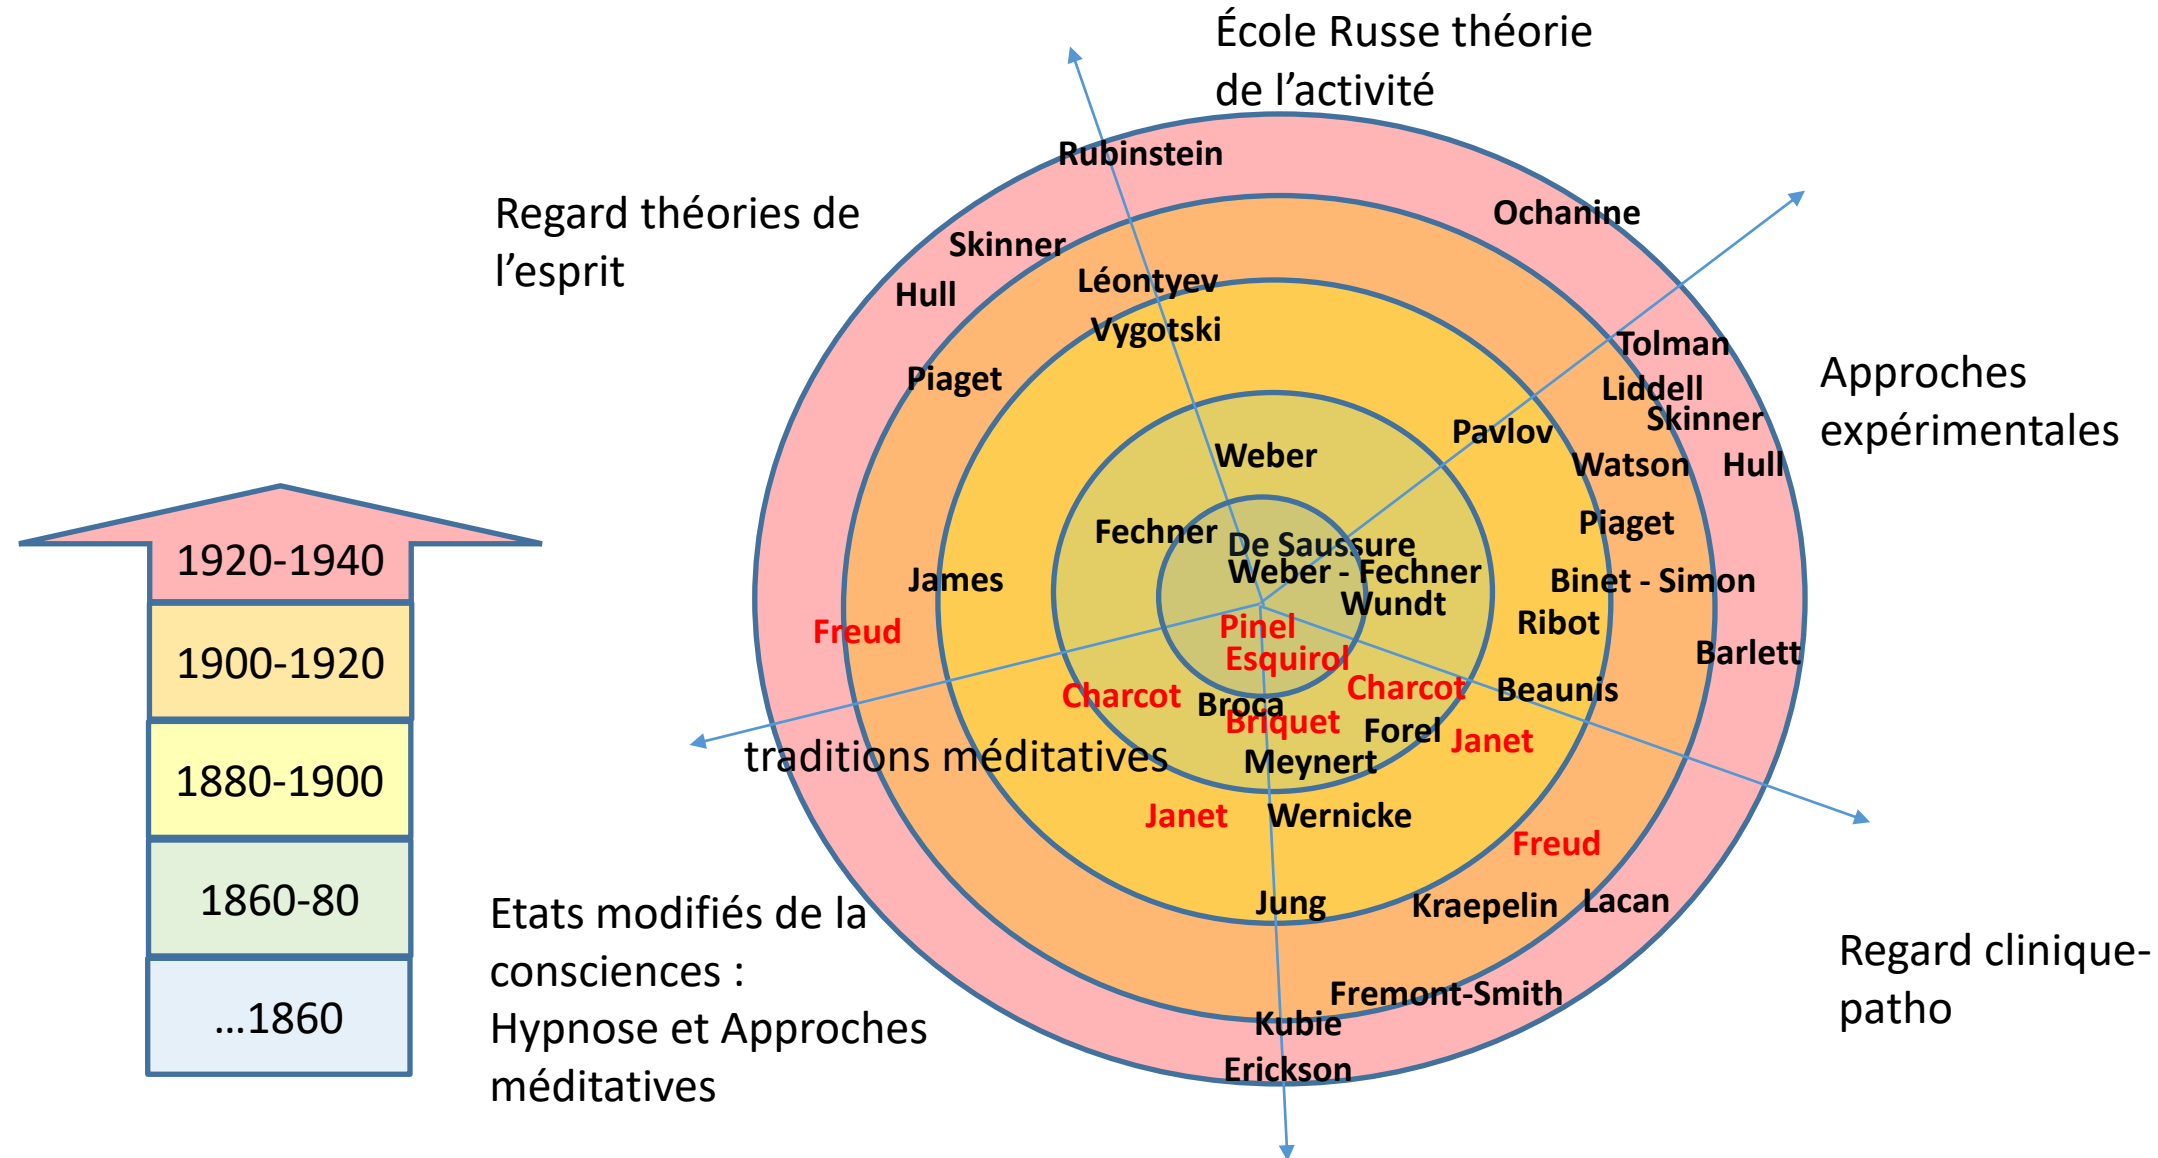 École Russe théorie
de l’activité
Rubinstein
Regard théories de
l’esprit
Ochanine
Skinner
Hull
Léontyev
Vygotski
Piaget
Tolman
Liddell
Skinner
Approches
expérimentales
Pavlov
Weber
Watson
Hull
Piaget
Fechner
De Saussure
Weber - Fechner
Wundt
James
Binet - Simon
Ribot
Freud
Pinel
Esquirol
Barlett
Charcot
Charcot
Beaunis
Broca
Briquet
Forel
Janet
traditions méditatives
Meynert
Janet
Wernicke
Freud
Jung
Kraepelin
Lacan
Regard clinique-
patho
Fremont-Smith
Kubie
Erickson
1920-1940
1900-1920
1880-1900
1860-80
...1860
Etats modifiés de la
consciences :
Hypnose et Approches
méditatives